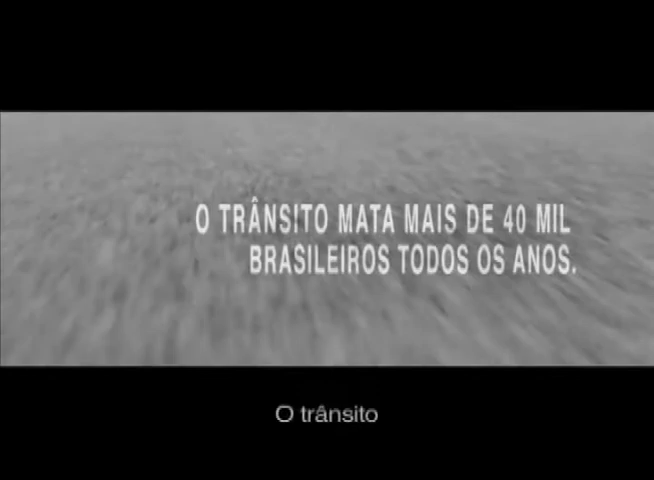 O TRÂNSITO MATA MAIS DE 40 MIL
BRASILEIROS TODOS OS ANOS.
O trânsito